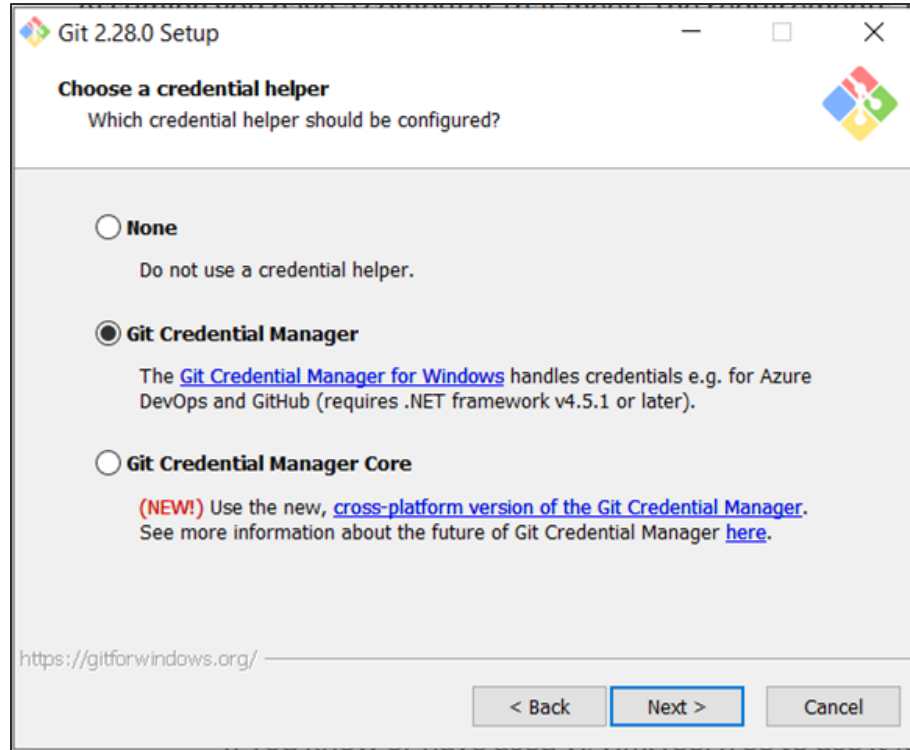 Git 2.28.0 Setup
Choose a credential helper
Which credential helper should be configured?
None
Do not use a credential helper.
Git Credential Manager
The Git Credential Manager for Windows handles credentials e.g. for Azure
DevOps and GitHub (requires .NET framework v4.5.1 or later).
Git Credential Manager Core
(NEW!) Use the new, cross-platform version of the Git Credential Manager.
See more information about the future of Git Credential Manager here.
https://gitforwindows.org/
< Back
Next >
Cancel